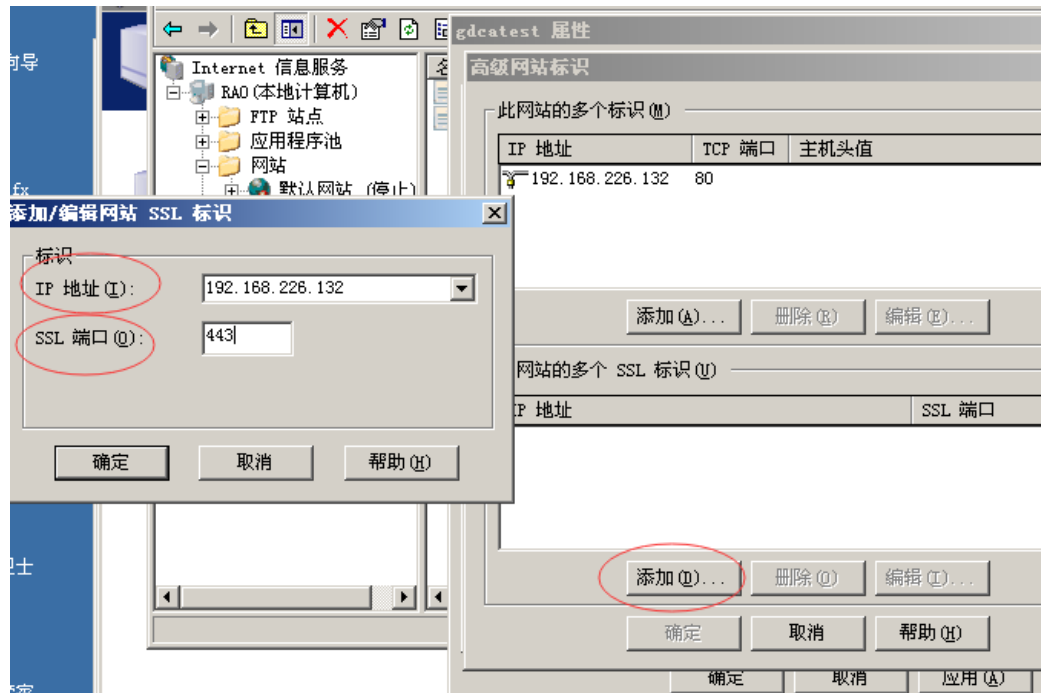 向导
.fx
卫士
Internet 信息服务
RAO(本地计算机)
FTP 站点
应用程序池
网站
默认网站 (停止)
添加/编辑网站 SSL 标识
标识
IP 地址(I):
192.168.226.132
SSL 端口(O):
443
确定
取消
帮助(H)
gdcatest 属性
高级网站标识
此网站的多个标识(M)
IP 地址 TCP 端口 主机头值
192.168.226.132 80
添加(A)... 删除(R) 编辑(E)...
网站的多个 SSL 标识(U)
IP 地址 SSL 端口
添加(D)... 删除(O) 编辑(T)...
确定 取消 帮助(H)
确定 取消 应用(A)